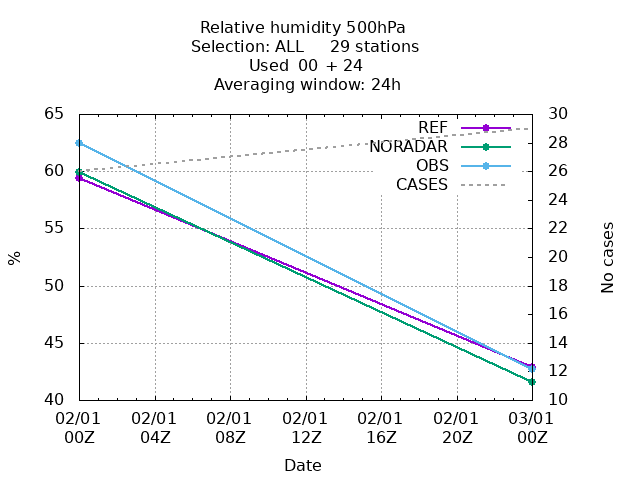 Relative humidity 500hPa
Selection: ALL 29 stations
Used 00 + 24
Averaging window: 24h
65
60
55
50
45
40
%
30
28
26
24
22
20
18
16
14
12
10
No cases
REF
NORADAR
OBS
CASES
02/01 02/01 02/01 02/01 02/01 02/01 03/01
00Z 04Z 08Z 12Z 16Z 20Z 00Z
Date